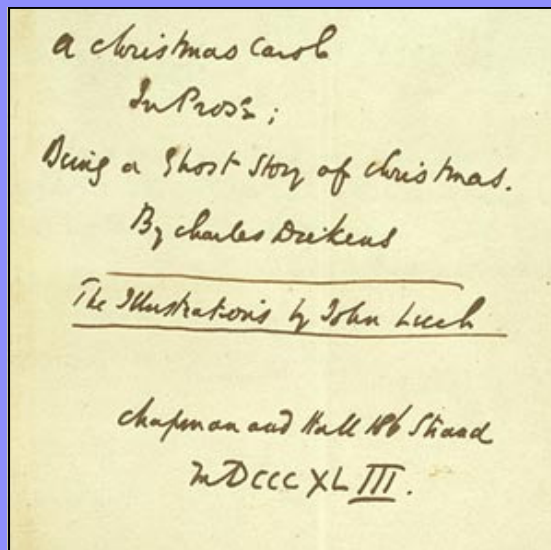 A Christmas Carol
In Prose;
Being a Ghost Story of Christmas.
By Charles Dickens
The Illustrations by John Leech
Chapman and Hall 186 Strand
MDCCCXLIII.